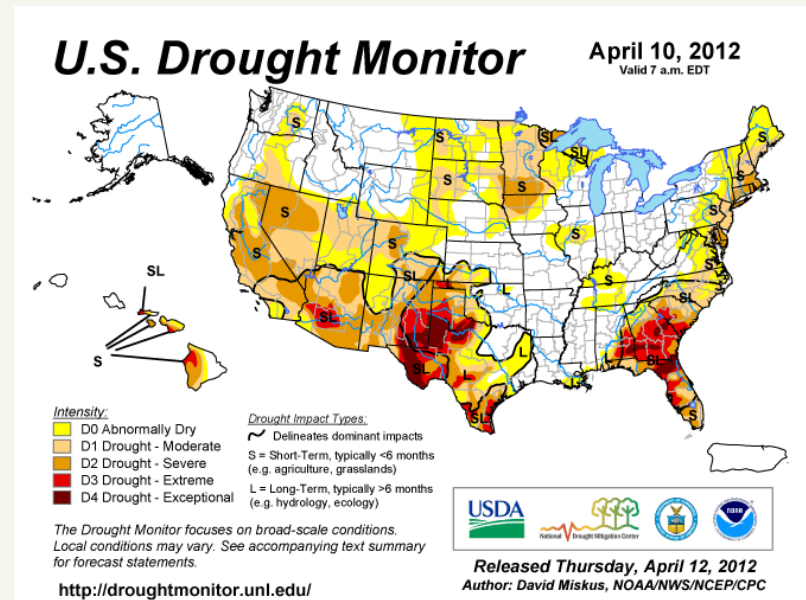 U.S. Drought Monitor
April 10, 2012
Valid 7 a.m. EDT
S
S
SL
SL
S
S
S
S
S
S
S
S
S
S
S
SL
L
S
SL
SL
SL
SL
L
L
L
SL
L
L
SL
S
SL
S
Intensity:
D0 Abnormally Dry
D1 Drought - Moderate
D2 Drought - Severe
D3 Drought - Extreme
D4 Drought - Exceptional
Drought Impact Types:
Delineates dominant impacts
S = Short-Term, typically <6 months
(e.g. agriculture, grasslands)
L = Long-Term, typically >6 months
(e.g. hydrology, ecology)
The Drought Monitor focuses on broad-scale conditions.
Local conditions may vary. See accompanying text summary
for forecast statements.
http://droughtmonitor.unl.edu/
USDA
National Drought Mitigation Center
NOAA
Released Thursday, April 12, 2012
Author: David Miskus, NOAA/NWS/NCEP/CPC